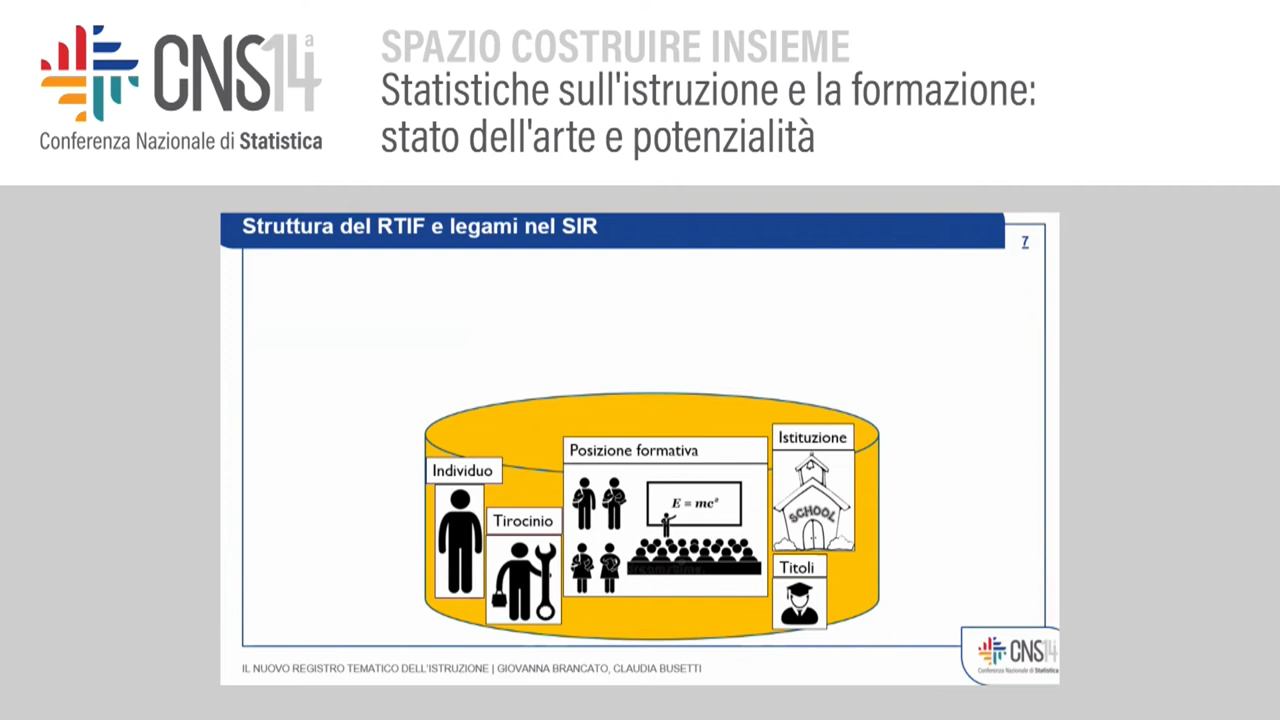 CNS14ª
Conferenza Nazionale di Statistica
SPAZIO COSTRUIRE INSIEME
Statistiche sull'istruzione e la formazione:
stato dell'arte e potenzialità
Struttura del RTIF e legami nel SIR
7
Individuo
Tirocinio
Posizione formativa
E = mc²
Istituzione
SCHOOL
Titoli
IL NUOVO REGISTRO TEMATICO DELL'ISTRUZIONE | GIOVANNA BRANCATO, CLAUDIA BUSETTI
CNS14
Conferenza Nazionale di Statistica